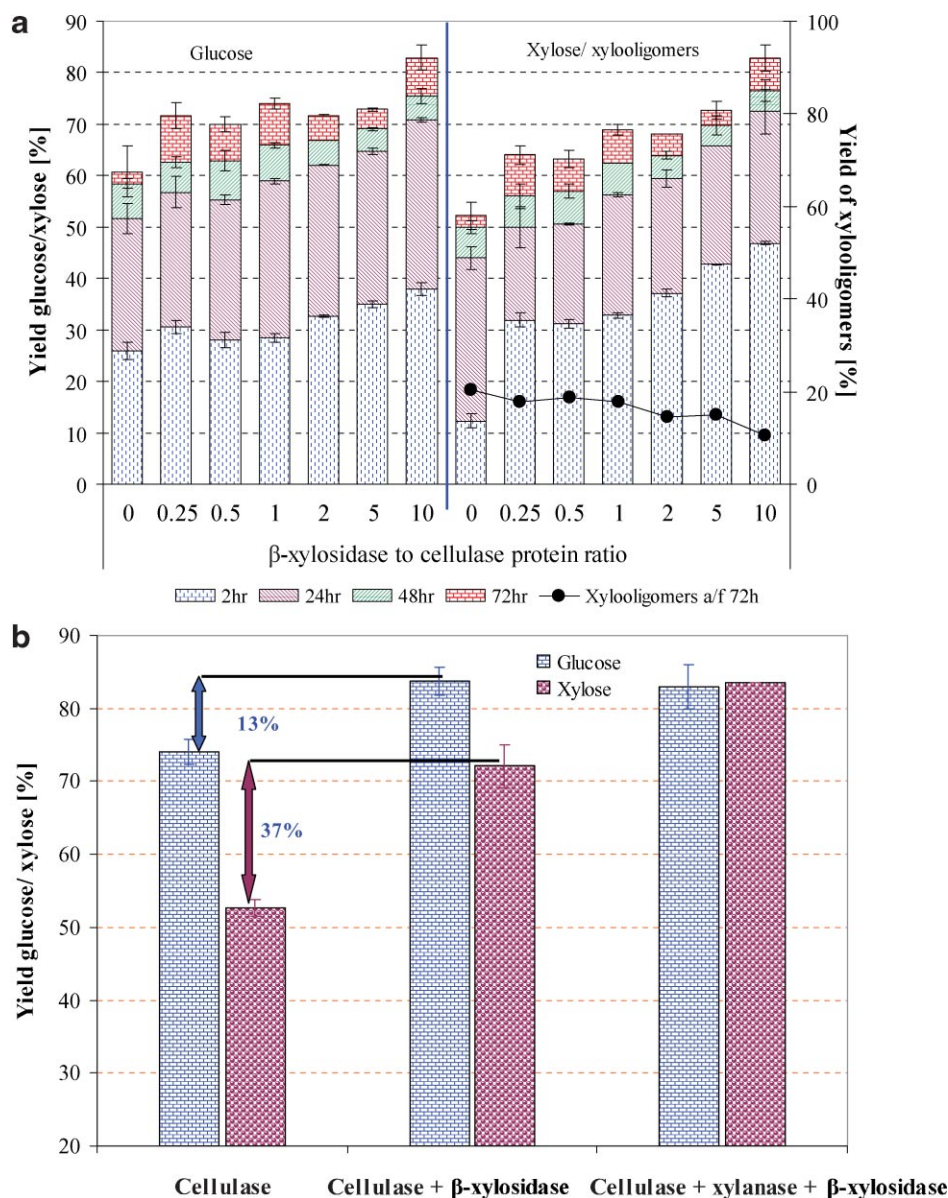 a
Glucose
Xylose/ xylooligomers
Yield glucose/xylose [%]
90
80
70
60
50
40
30
20
10
0
100
80
60
40
20
0
Yield of xylooligomers [%]
0 0.25 0.5 1 2 5 10 0 0.25 0.5 1 2 5 10
β-xylosidase to cellulase protein ratio
2hr 24hr 48hr 72hr Xylooligomers a/f 72h
b
Yield glucose/ xylose [%]
90
80
70
60
50
40
30
20
Glucose
Xylose
13%
37%
Cellulase Cellulase + β-xylosidase Cellulase + xylanase + β-xylosidase